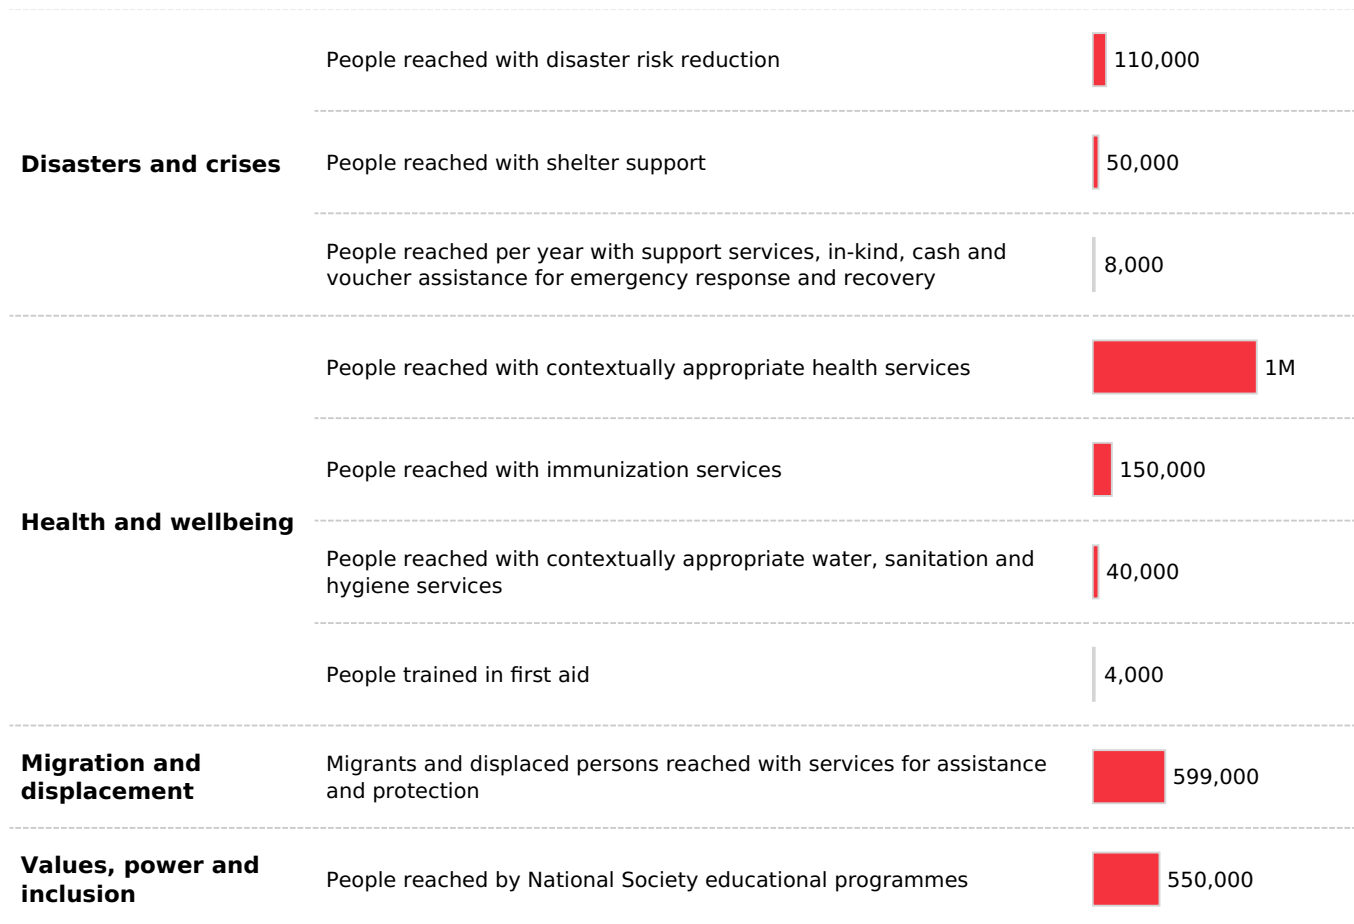 Disasters and crises
People reached with disaster risk reduction
110,000
People reached with shelter support
50,000
People reached per year with support services, in-kind, cash and
voucher assistance for emergency response and recovery
8,000
Health and wellbeing
People reached with contextually appropriate health services
1M
People reached with immunization services
150,000
People reached with contextually appropriate water, sanitation and
hygiene services
40,000
People trained in first aid
4,000
Migration and
displacement
Migrants and displaced persons reached with services for assistance
and protection
599,000
Values, power and
inclusion
People reached by National Society educational programmes
550,000